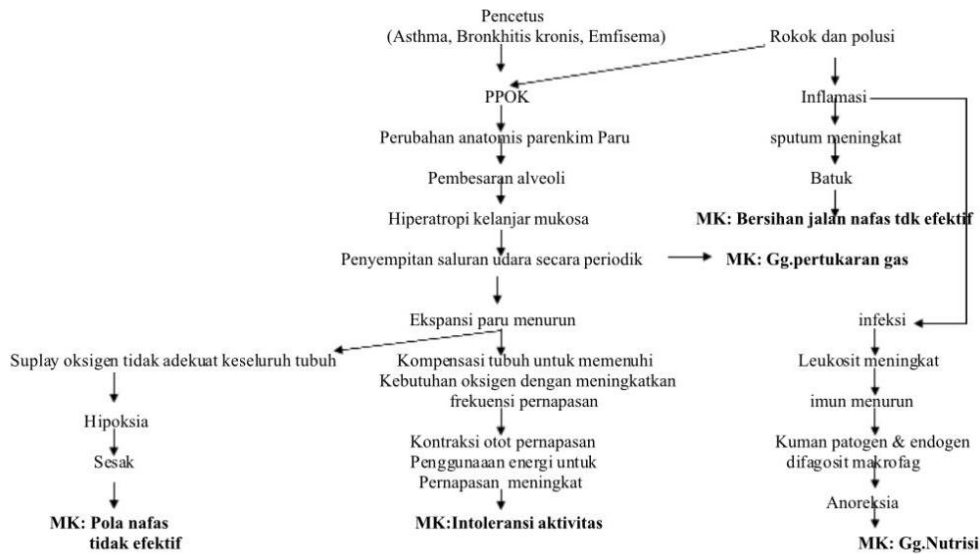 Pencetus
(Asthma, Bronkhitis kronis, Emfisema)
Rokok dan polusi
PPOK
Inflamasi
Perubahan anatomis parenkim Paru
sputum meningkat
Pembesaran alveoli
Batuk
Hiperatropi kelanjar mukosa
MK: Bersihan jalan nafas tdk efektif
Penyempitan saluran udara secara periodik
MK: Gg.pertukaran gas
Ekspansi paru menurun
infeksi
Suplay oksigen tidak adekuat keseluruh tubuh
Kompensasi tubuh untuk memenuhi
Kebutuhan oksigen dengan meningkatkan
frekuensi pernapasan
Leukosit meningkat
imun menurun
Hipoksia
Kontraksi otot pernapasan
Penggunaaan energi untuk
Pernapasan meningkat
Kuman patogen & endogen
difagosit makrofag
Sesak
Anoreksia
MK: Pola nafas
tidak efektif
MK:Intoleransi aktivitas
MK: Gg.Nutrisi